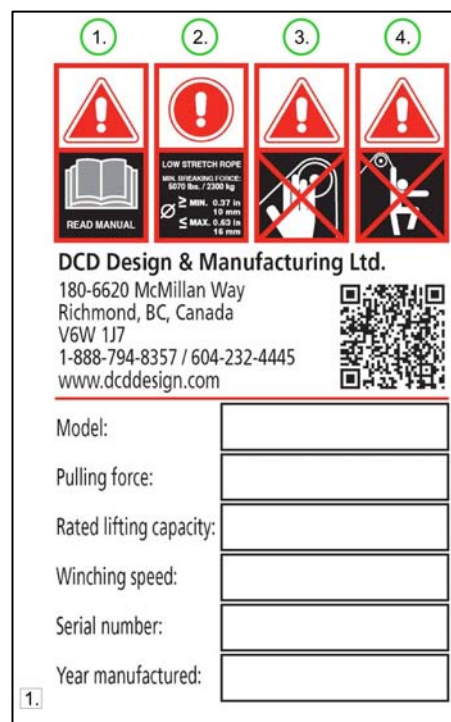 1. 2. 3. 4.
READ MANUAL
LOW STRETCH ROPE
MIN. BREAKING FORCE:
5070 lbs. / 2300 kg
Ø ≥ MIN. 0.37 in
10 mm
≤ MAX. 0.63 in
16 mm
DCD Design & Manufacturing Ltd.
180-6620 McMillan Way
Richmond, BC, Canada
V6W 1J7
1-888-794-8357 / 604-232-4445
www.dcddesign.com
Model:
Pulling force:
Rated lifting capacity:
Winching speed:
Serial number:
Year manufactured:
1.